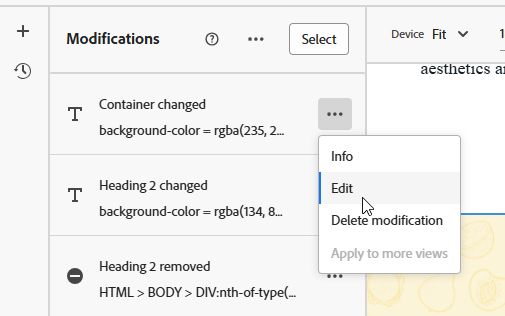 Modifications
Select
Device Fit
1
aesthetics a
Container changed
background-color = rgba(235, 2...
Info
Edit
Delete modification
Apply to more views
Heading 2 changed
background-color = rgba(134, 8...
Heading 2 removed
HTML > BODY > DIV:nth-of-type(...